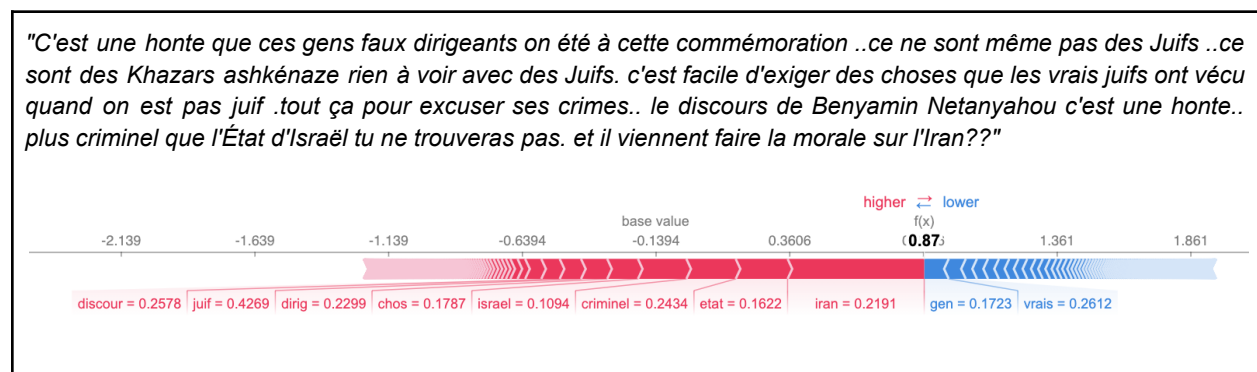 "C'est une honte que ces gens faux dirigeants on été à cette commémoration ..ce ne sont même pas des Juifs ..ce
sont des Khazars ashkénaze rien à voir avec des Juifs. c'est facile d'exiger des choses que les vrais juifs ont vécu
quand on est pas juif .tout ça pour excuser ses crimes.. le discours de Benyamin Netanyahou c'est une honte..
plus criminel que l'État d'Israël tu ne trouveras pas. et il viennent faire la morale sur l'Iran??"
higher lower
base value f(x)
-2.139 -1.639 -1.139 -0.6394 -0.1394 0.3606 0.87 1.361 1.861
discour = 0.2578 juif = 0.4269 dirig = 0.2299 chos = 0.1787 israel = 0.1094 criminel = 0.2434 etat = 0.1622 iran = 0.2191 gen = 0.1723 vrais = 0.2612